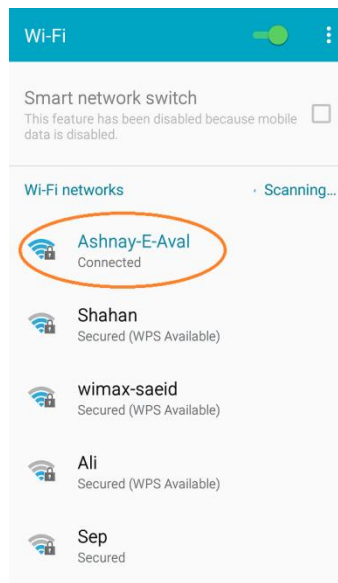 Wi-Fi
Smart network switch
This feature has been disabled because mobile
data is disabled.
Wi-Fi networks
Scanning...
Ashnay-E-Aval
Connected
Shahan
Secured (WPS Available)
wimax-saeid
Secured (WPS Available)
Ali
Secured (WPS Available)
Sep
Secured